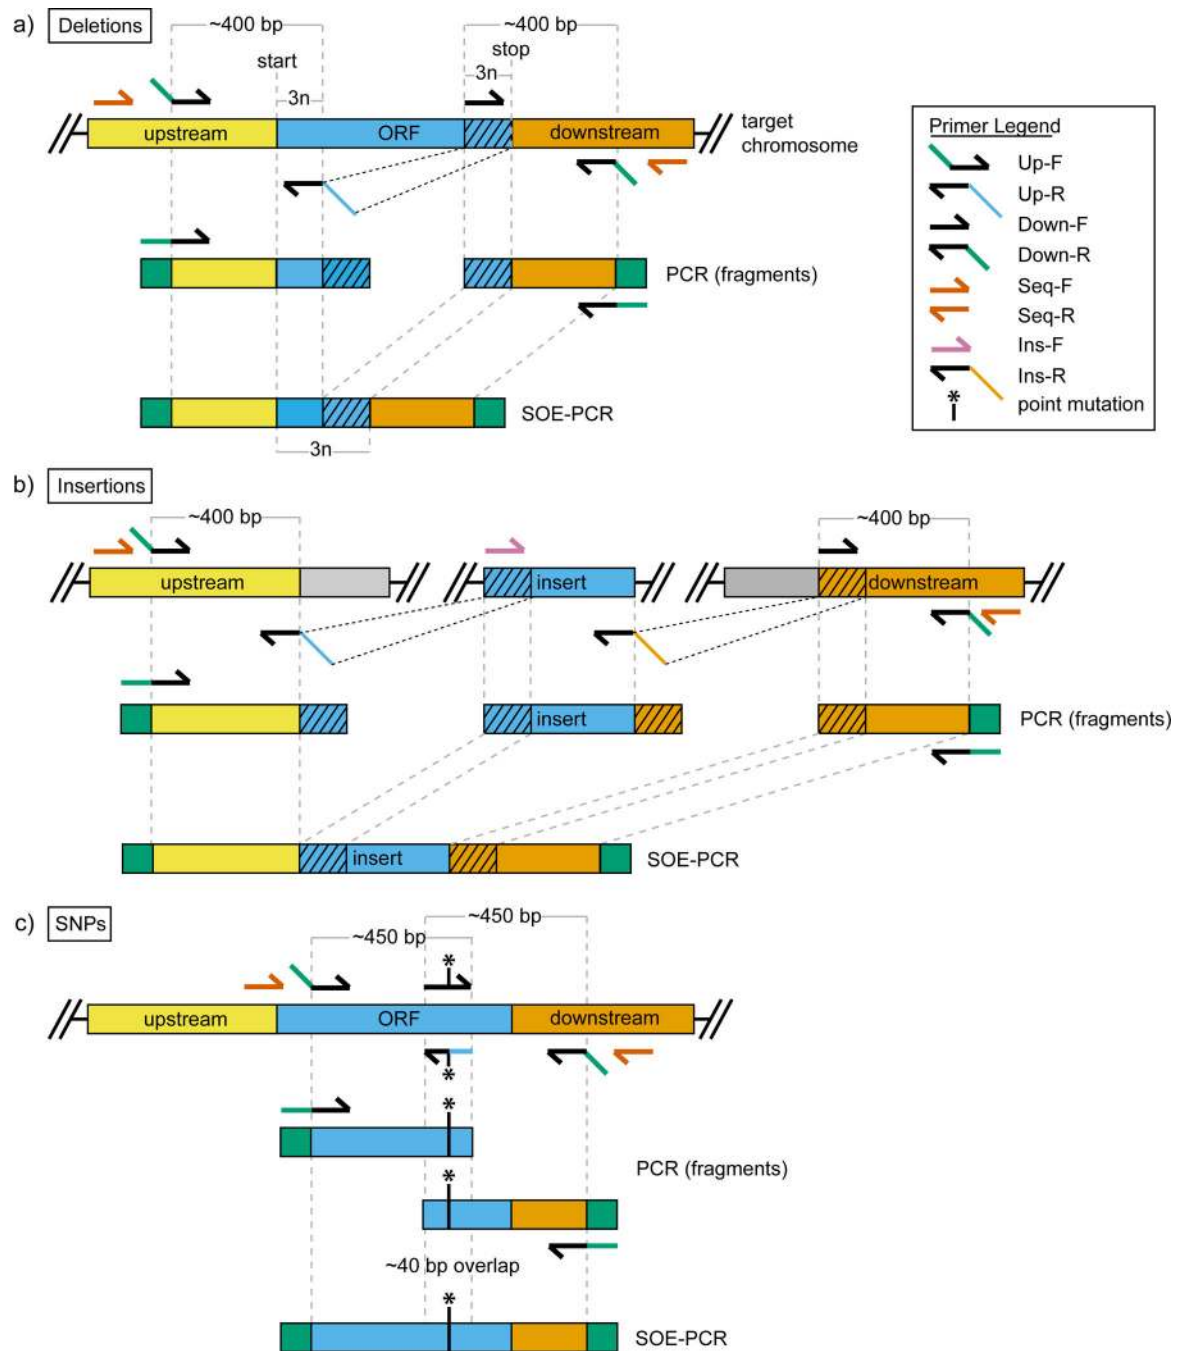 a) Deletions
~400 bp
~400 bp
start
stop
3n
3n
upstream
ORF
downstream
target
chromosome
PCR (fragments)
SOE-PCR
3n
Primer Legend
Up-F
Up-R
Down-F
Down-R
Seq-F
Seq-R
Ins-F
Ins-R
* point mutation
b) Insertions
~400 bp
~400 bp
upstream
insert
downstream
insert
PCR (fragments)
insert
SOE-PCR
c) SNPs
~450 bp
~450 bp
*
upstream
ORF
downstream
*
*
PCR (fragments)
*
~40 bp overlap
*
SOE-PCR